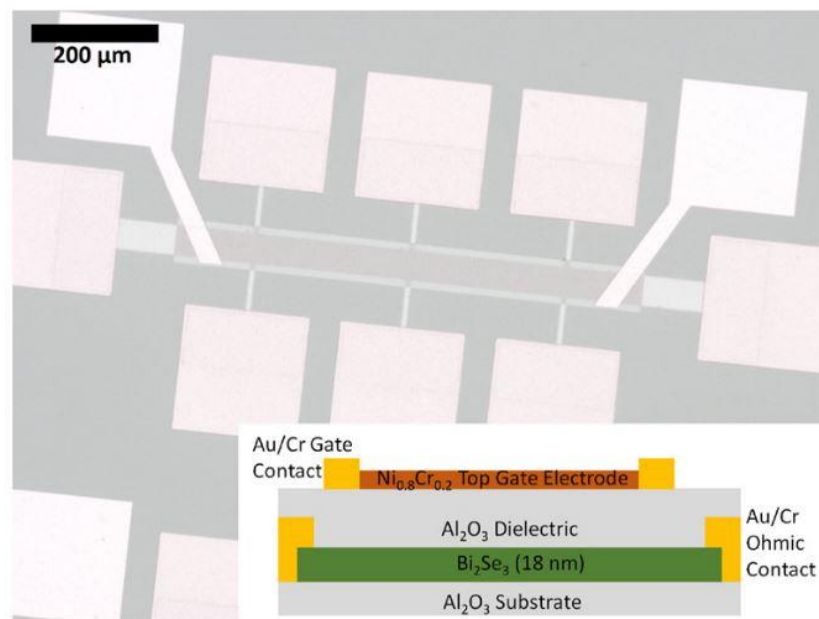 200 μm
Au/Cr Gate
Contact
Ni₀.₈Cr₀.₂ Top Gate Electrode
Al₂O₃ Dielectric
Au/Cr
Ohmic
Contact
Bi₂Se₃ (18 nm)
Al₂O₃ Substrate